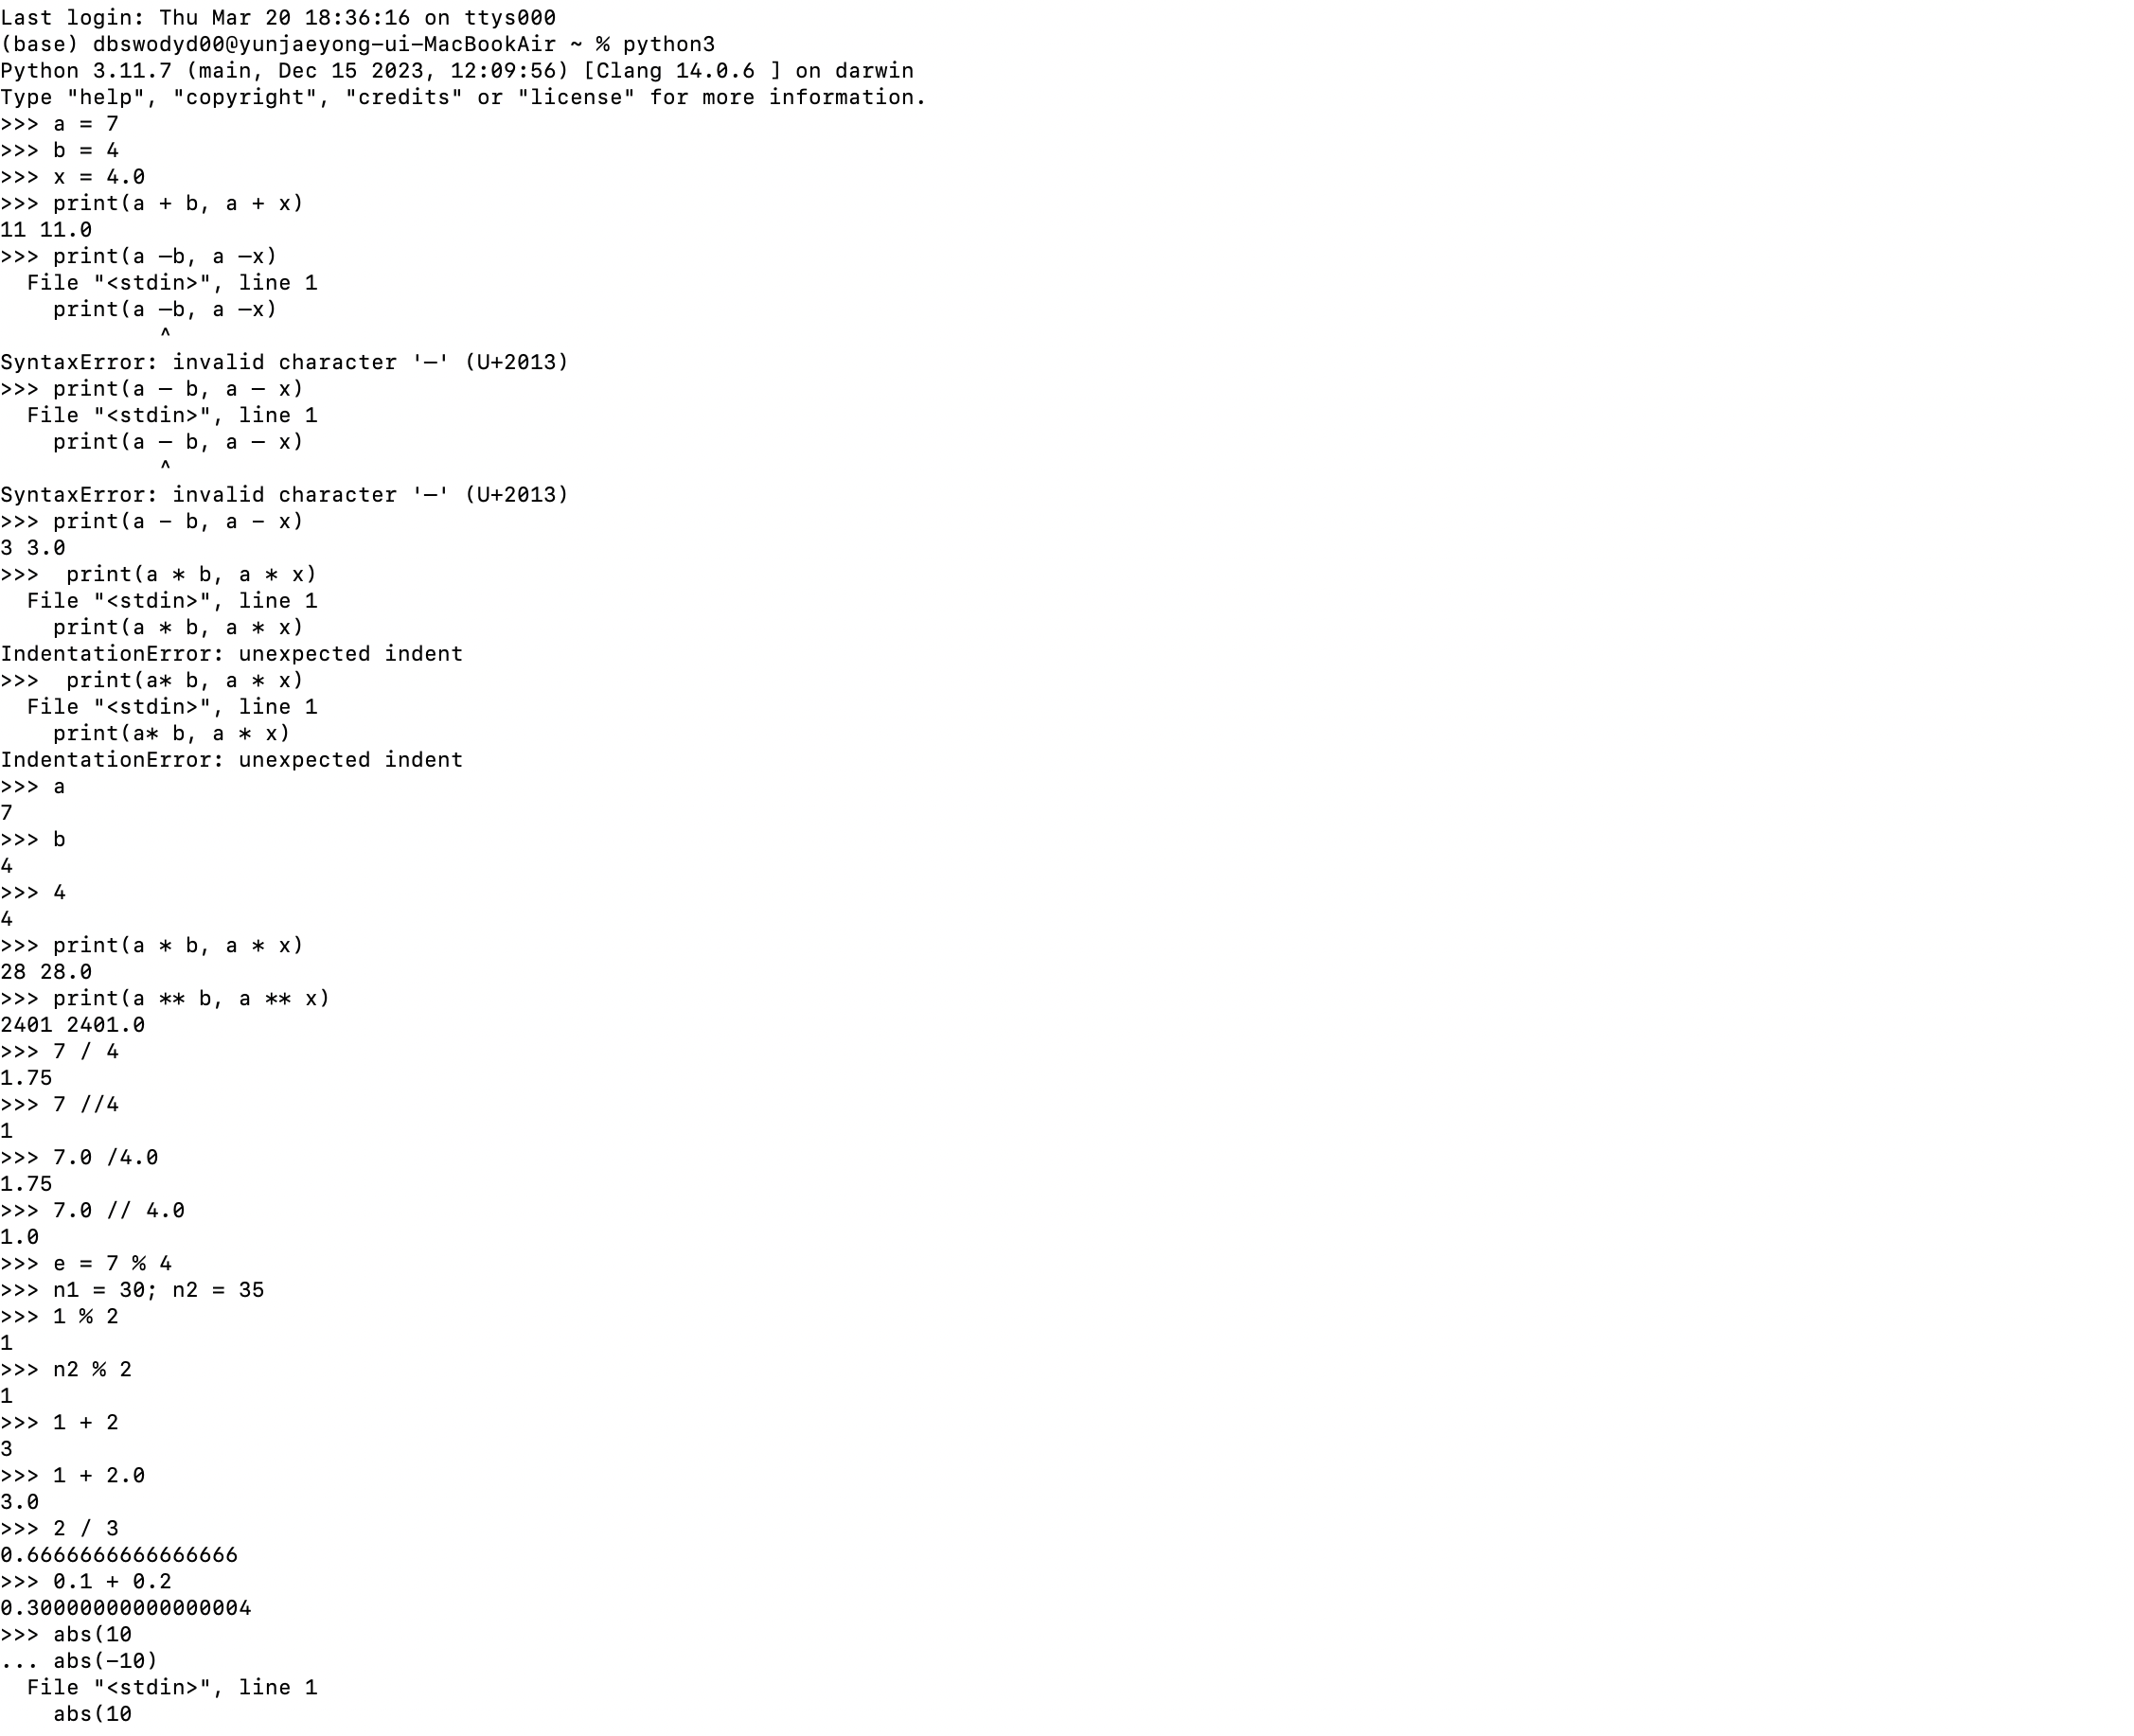 Last login: Thu Mar 20 18:36:16 on ttys000
(base) dbswodyd00@yunjaeyong-ui-MacBookAir ~ % python3
Python 3.11.7 (main, Dec 15 2023, 12:09:56) [Clang 14.0.6 ] on darwin
Type "help", "copyright", "credits" or "license" for more information.
>>> a = 7
>>> b = 4
>>> x = 4.0
>>> print(a + b, a + x)
11 11.0
>>> print(a –b, a –x)
  File "<stdin>", line 1
    print(a –b, a –x)
            ^
SyntaxError: invalid character '–' (U+2013)
>>> print(a – b, a – x)
  File "<stdin>", line 1
    print(a – b, a – x)
            ^
SyntaxError: invalid character '–' (U+2013)
>>> print(a - b, a - x)
3 3.0
>>>  print(a * b, a * x)
  File "<stdin>", line 1
    print(a * b, a * x)
IndentationError: unexpected indent
>>>  print(a* b, a * x)
  File "<stdin>", line 1
    print(a* b, a * x)
IndentationError: unexpected indent
>>> a
7
>>> b
4
>>> 4
4
>>> print(a * b, a * x)
28 28.0
>>> print(a ** b, a ** x)
2401 2401.0
>>> 7 / 4
1.75
>>> 7 //4
1
>>> 7.0 /4.0
1.75
>>> 7.0 // 4.0
1.0
>>> e = 7 % 4
>>> n1 = 30; n2 = 35
>>> 1 % 2
1
>>> n2 % 2
1
>>> 1 + 2
3
>>> 1 + 2.0
3.0
>>> 2 / 3
0.6666666666666666
>>> 0.1 + 0.2
0.30000000000000004
>>> abs(10
... abs(-10)
  File "<stdin>", line 1
    abs(10